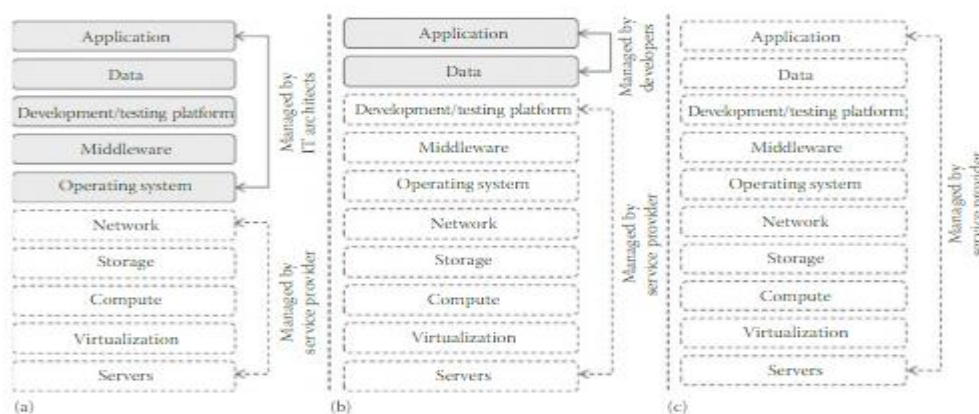 Application
Data
Development/testing platform
Middleware
Operating system
Network
Storage
Compute
Virtualization
Servers
Managed by
IT architects
Managed by
service provider
(a)
Application
Data
Development/testing platform
Middleware
Operating system
Network
Storage
Compute
Virtualization
Servers
Managed by
developers
Managed by
service provider
(b)
Application
Data
Development/testing platform
Middleware
Operating system
Network
Storage
Compute
Virtualization
Servers
Managed by
service provider
(c)